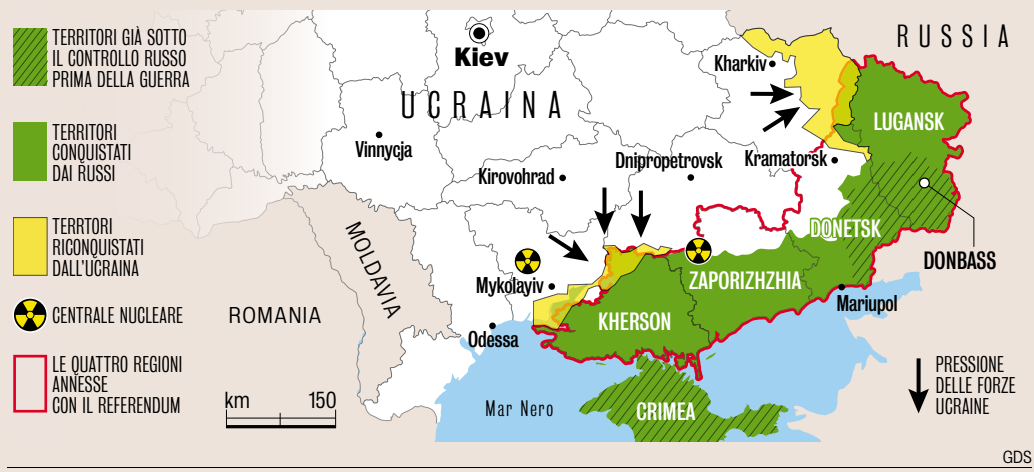 TERRITORI GIÀ SOTTO
IL CONTROLLO RUSSO
PRIMA DELLA GUERRA
TERRITORI
CONQUISTATI
DAI RUSSI
TERRTORI
RICONQUISTATI
DALL'UCRAINA
CENTRALE NUCLEARE
LE QUATTRO REGIONI
ANNESSE
CON IL REFERENDUM
RUSSIA
Kiev
Kharkiv
UCRAINA
LUGANSK
Vinnycja
Dnipropetrovsk
Kramatorsk
Kirovohrad
MOLDAVIA
DONETSK
DONBASS
ZAPORIZHZHIA
Mykolayiv
Mariupol
ROMANIA
KHERSON
Odessa
km 150
Mar Nero
CRIMEA
PRESSIONE
DELLE FORZE
UCRAINE
GDS